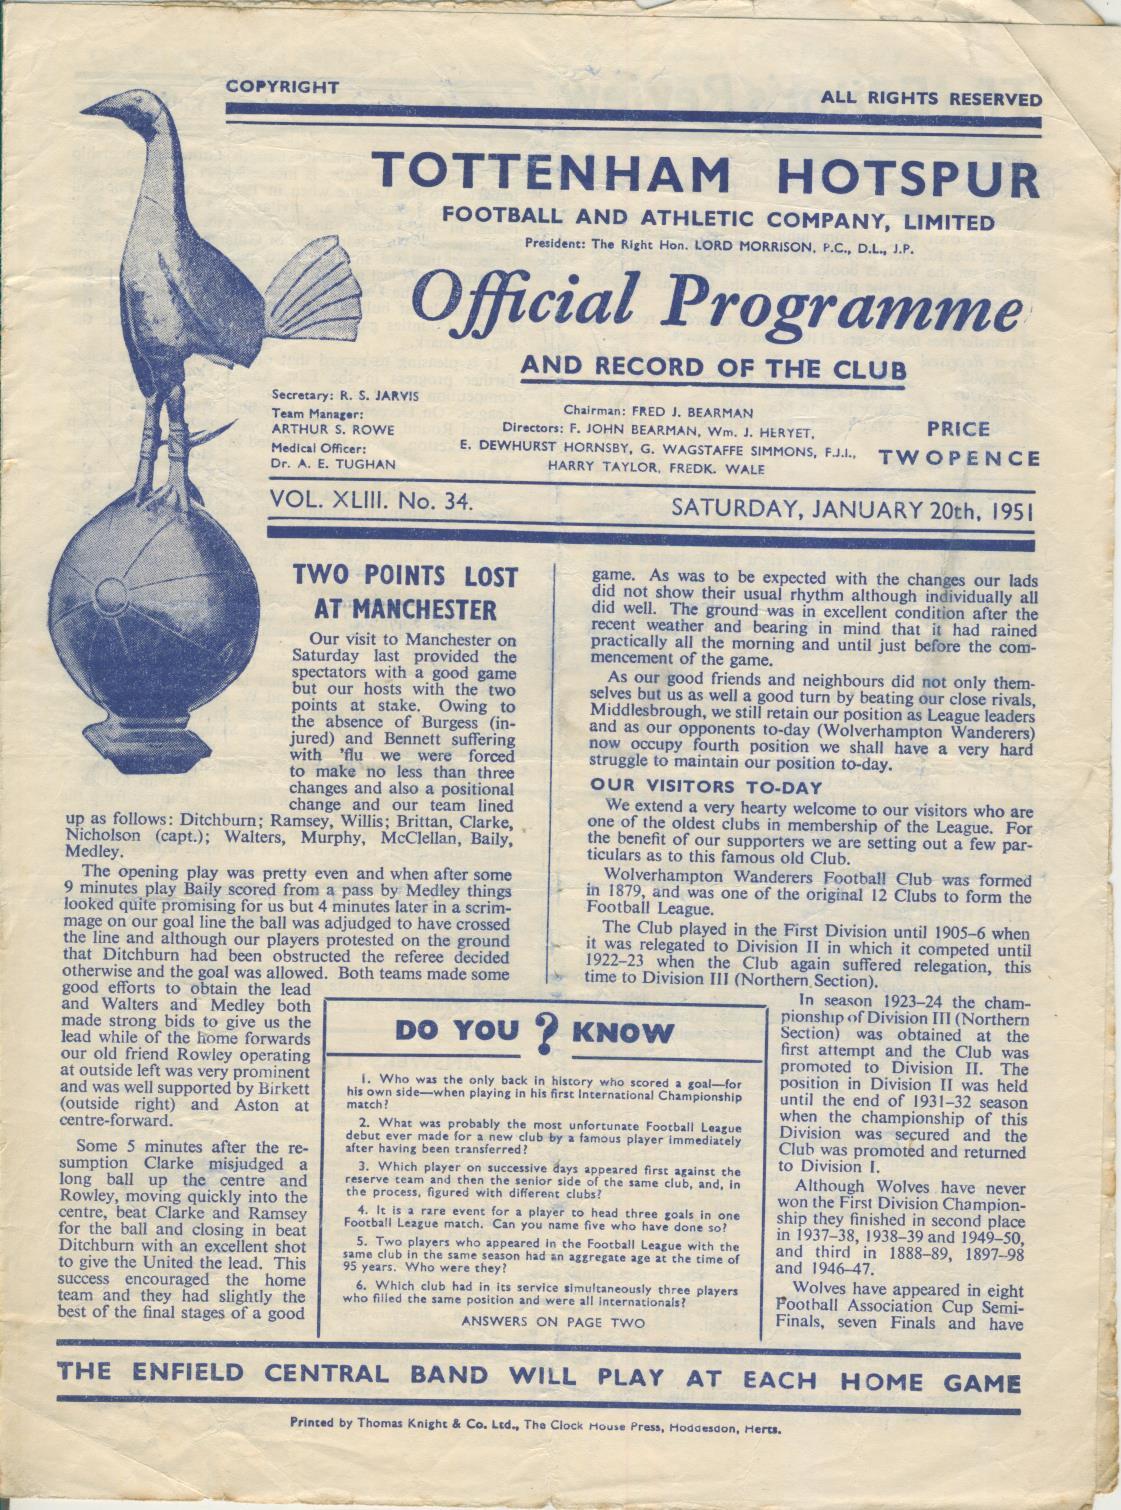 COPYRIGHT
ALL RIGHTS RESERVED
TOTTENHAM HOTSPUR
FOOTBALL AND ATHLETIC COMPANY, LIMITED
President: The Right Hon. LORD MORRISON, P.C., D.L., J.P.
Official Programme
AND RECORD OF THE CLUB
Secretary: R. S. JARVIS
Team Manager:
ARTHUR S. ROWE
Medical Officer:
Dr. A. E. TUGHAN
Chairman: FRED J. BEARMAN
Directors: F. JOHN BEARMAN, Wm. J. HERYET,
E. DEWHURST HORNSBY, G. WAGSTAFFE SIMMONS, F.J.I.,
HARRY TAYLOR, FREDK. WALE
PRICE
TWOPENCE
VOL. XLIII. No. 34.
SATURDAY, JANUARY 20th, 1951
TWO POINTS LOST
AT MANCHESTER
Our visit to Manchester on
Saturday last provided the
spectators with a good game
but our hosts with the two
points at stake. Owing to
the absence of Burgess (in-
jured) and Bennett suffering
with 'flu we were forced
to make no less than three
changes and also a positional
change and our team lined
up as follows: Ditchburn; Ramsey, Willis; Brittan, Clarke,
Nicholson (capt.); Walters, Murphy, McClellan, Baily,
Medley.
The opening play was pretty even and when after some
9 minutes play Baily scored from a pass by Medley things
looked quite promising for us but 4 minutes later in a scrim-
mage on our goal line the ball was adjudged to have crossed
the line and although our players protested on the ground
that Ditchburn had been obstructed the referee decided
otherwise and the goal was allowed. Both teams made some
good efforts to obtain the lead
and Walters and Medley both
made strong bids to give us the
lead while of the home forwards
our old friend Rowley operating
at outside left was very prominent
and was well supported by Birkett
(outside right) and Aston at
centre-forward.
Some 5 minutes after the re-
sumption Clarke misjudged a
long ball up the centre and
Rowley, moving quickly into the
centre, beat Clarke and Ramsey
for the ball and closing in beat
Ditchburn with an excellent shot
to give the United the lead. This
success encouraged the home
team and they had slightly the
best of the final stages of a good
game. As was to be expected with the changes our lads
did not show their usual rhythm although individually all
did well. The ground was in excellent condition after the
recent weather and bearing in mind that it had rained
practically all the morning and until just before the com-
mencement of the game.
As our good friends and neighbours did not only them-
selves but us as well a good turn by beating our close rivals,
Middlesbrough, we still retain our position as League leaders
and as our opponents to-day (Wolverhampton Wanderers)
now occupy fourth position we shall have a very hard
struggle to maintain our position to-day.
OUR VISITORS TO-DAY
We extend a very hearty welcome to our visitors who are
one of the oldest clubs in membership of the League. For
the benefit of our supporters we are setting out a few par-
ticulars as to this famous old Club.
Wolverhampton Wanderers Football Club was formed
in 1879, and was one of the original 12 Clubs to form the
Football League.
The Club played in the First Division until 1905-6 when
it was relegated to Division II in which it competed until
1922-23 when the Club again suffered relegation, this
time to Division III (Northern Section).
In season 1923-24 the cham-
pionship of Division III (Northern
Section) was obtained at the
first attempt and the Club was
promoted to Division II. The
position in Division II was held
until the end of 1931-32 season
when the championship of this
Division was secured and the
Club was promoted and returned
to Division I.
Although Wolves have never
won the First Division Champion-
ship they finished in second place
in 1937-38, 1938-39 and 1949-50,
and third in 1888-89, 1897-98
and 1946-47.
Wolves have appeared in eight
Football Association Cup Semi-
Finals, seven Finals and have
DO YOU ? KNOW
1. Who was the only back in history who scored a goal—for
his own side—when playing in his first International Championship
match?
2. What was probably the most unfortunate Football League
debut ever made for a new club by a famous player immediately
after having been transferred?
3. Which player on successive days appeared first against the
reserve team and then the senior side of the same club, and, in
the process, figured with different clubs?
4. It is a rare event for a player to head three goals in one
Football League match. Can you name five who have done so?
5. Two players who appeared in the Football League with the
same club in the same season had an aggregate age at the time of
95 years. Who were they?
6. Which club had in its service simultaneously three players
who filled the same position and were all internationals?
ANSWERS ON PAGE TWO
THE ENFIELD CENTRAL BAND WILL PLAY AT EACH HOME GAME
Printed by Thomas Knight & Co. Ltd., The Clock House Press, Hoddesdon, Herts.